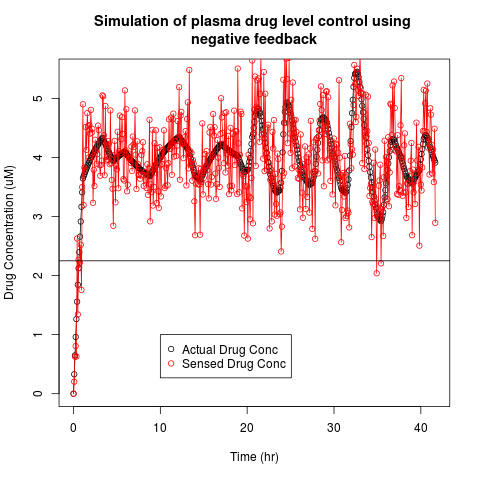 Simulation of plasma drug level control using
negative feedback
Drug Concentration (uM)
5
4
3
2
1
0
Actual Drug Conc
Sensed Drug Conc
0 10 20 30 40
Time (hr)